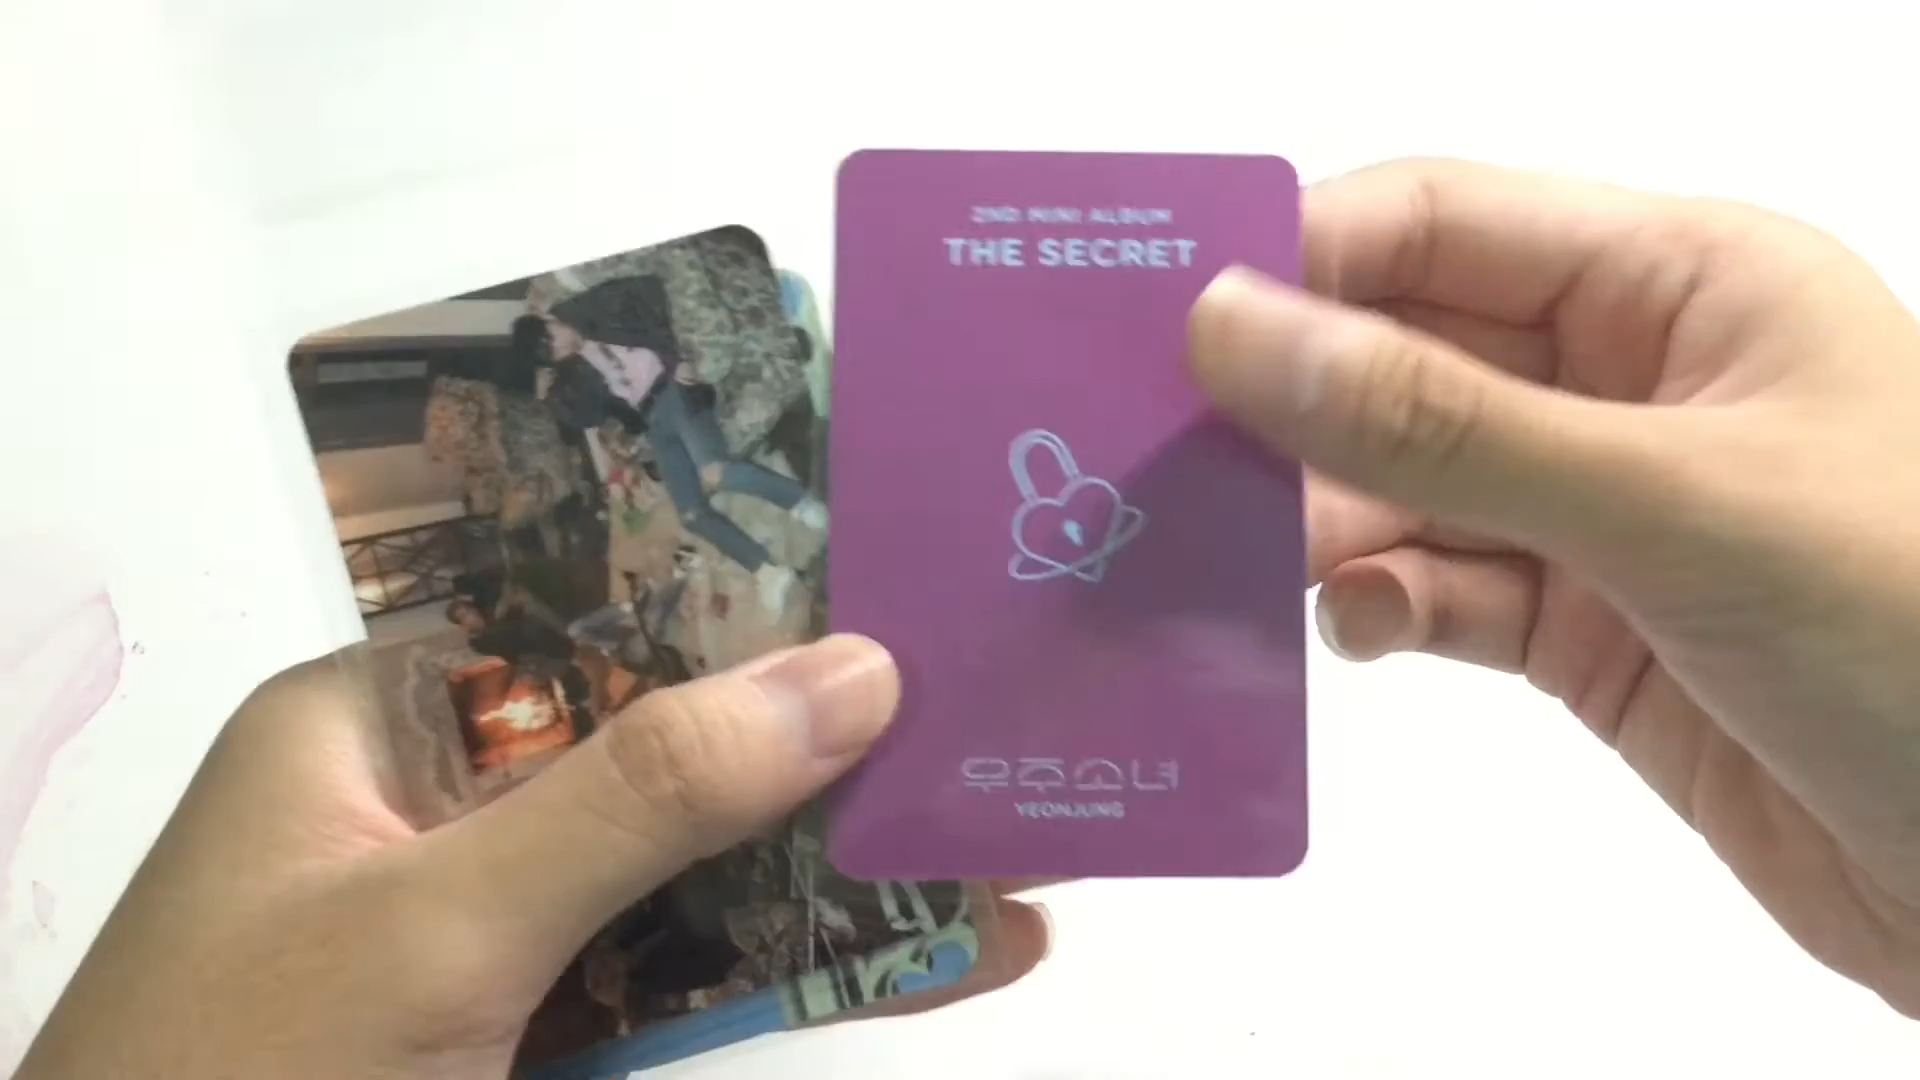 2ND MINI ALBUM
THE SECRET
우주소녀
YEONJUNG